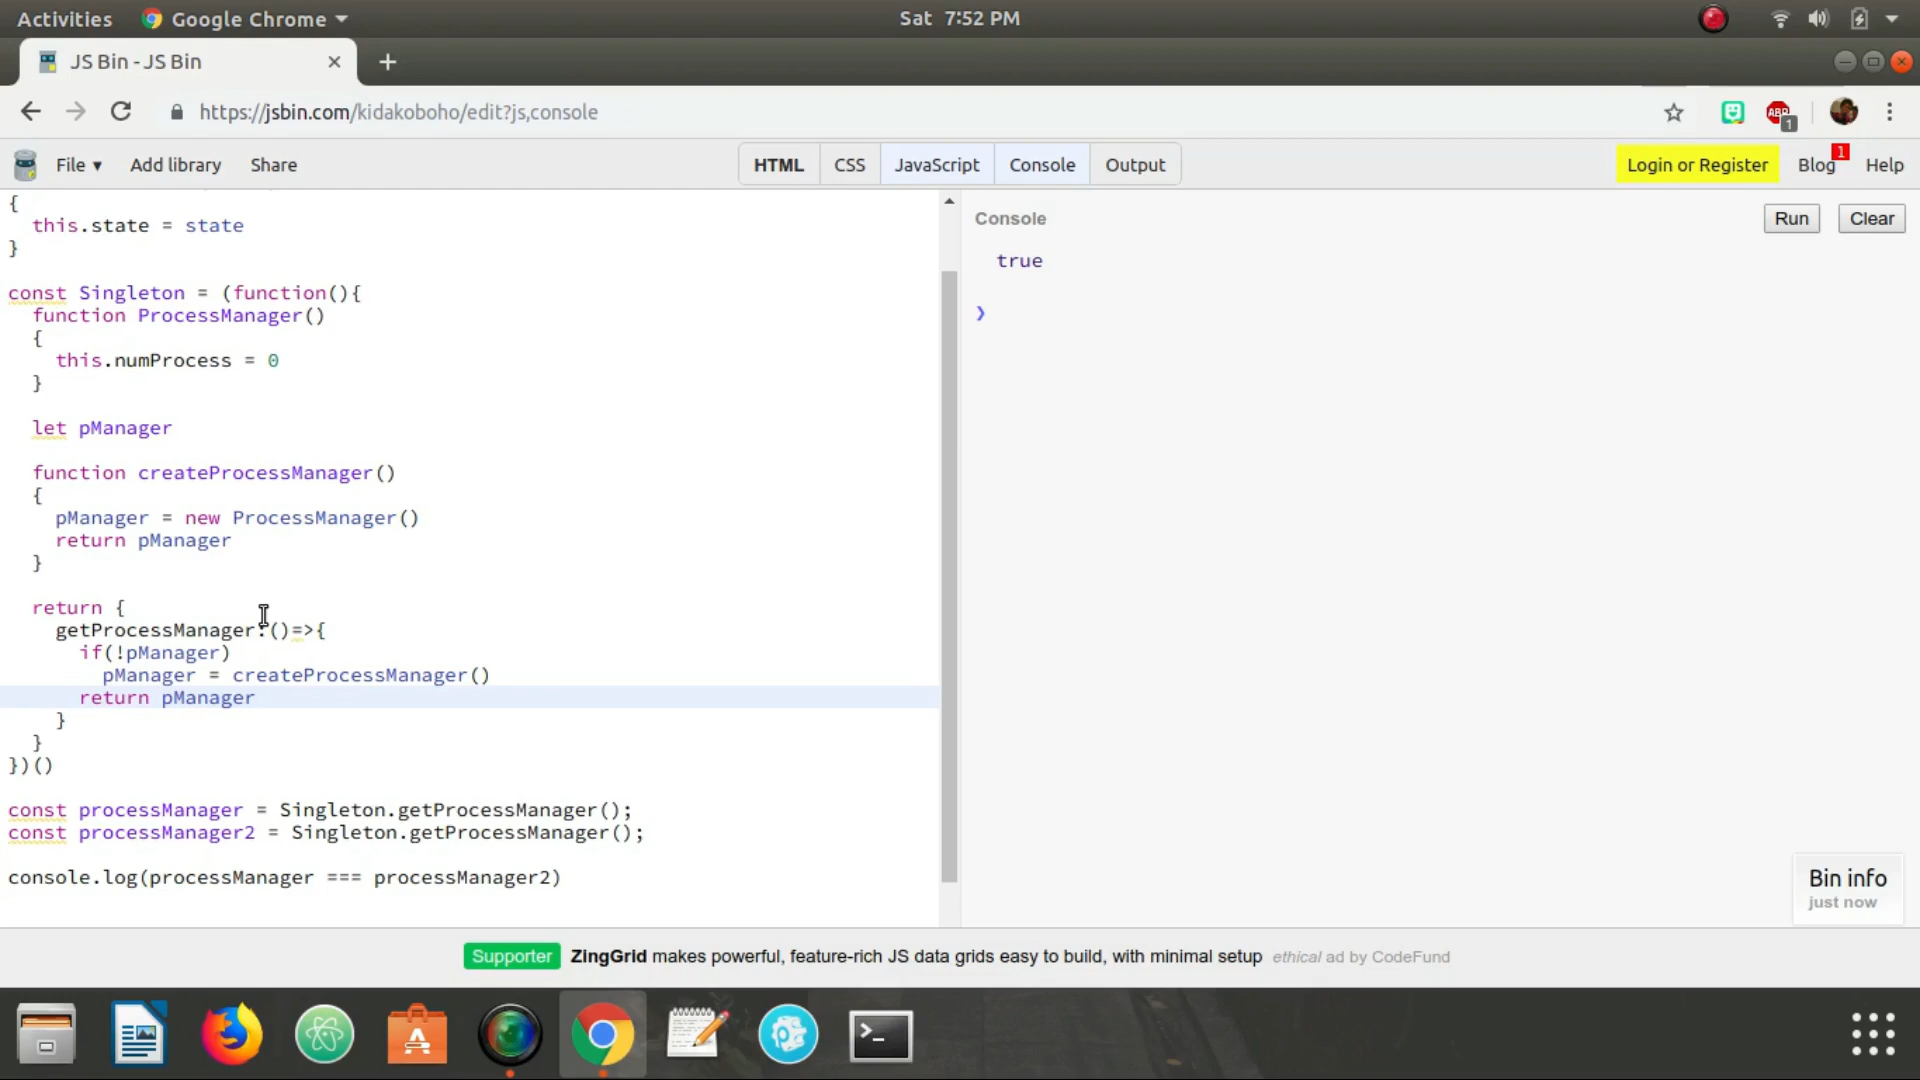 Activities
Google Chrome ▾
Sat 7:52 PM
JS Bin - JS Bin
https://jsbin.com/kidakoboho/edit?js,console
ABP
1
File ▾
Add library
Share
HTML
CSS
JavaScript
Console
Output
Login or Register
Blog
1
Help
{
  this.state = state
}
const Singleton = (function(){
  function ProcessManager()
  {
    this.numProcess = 0
  }
  let pManager
  function createProcessManager()
  {
    pManager = new ProcessManager()
    return pManager
  }
  return {
    getProcessManager:()=>{
      if(!pManager)
        pManager = createProcessManager()
      return pManager
    }
  }
})()
const processManager = Singleton.getProcessManager();
const processManager2 = Singleton.getProcessManager();
console.log(processManager === processManager2)
Console
Run
Clear
true
Bin info
just now
Supporter
ZingGrid makes powerful, feature-rich JS data grids easy to build, with minimal setup ethical ad by CodeFund